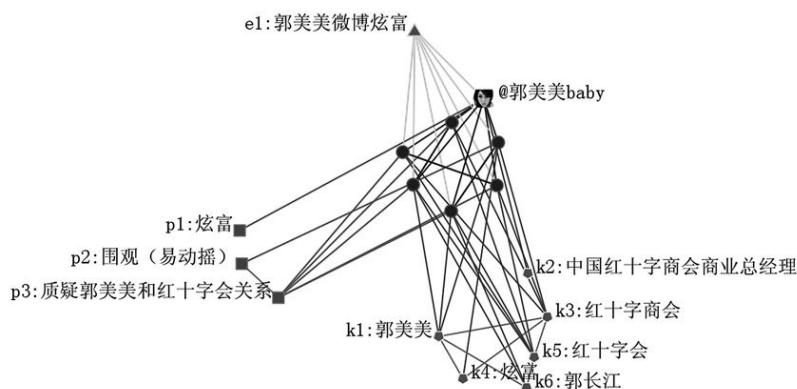 e1:郭美美微博炫富
@郭美美baby
p1:炫富
p2:围观（易动摇）
p3:质疑郭美美和红十字会关系
k2:中国红十字商会商业总经理
k3:红十字商会
k1:郭美美
k5:红十字会
k4:炫富
k6:郭长江